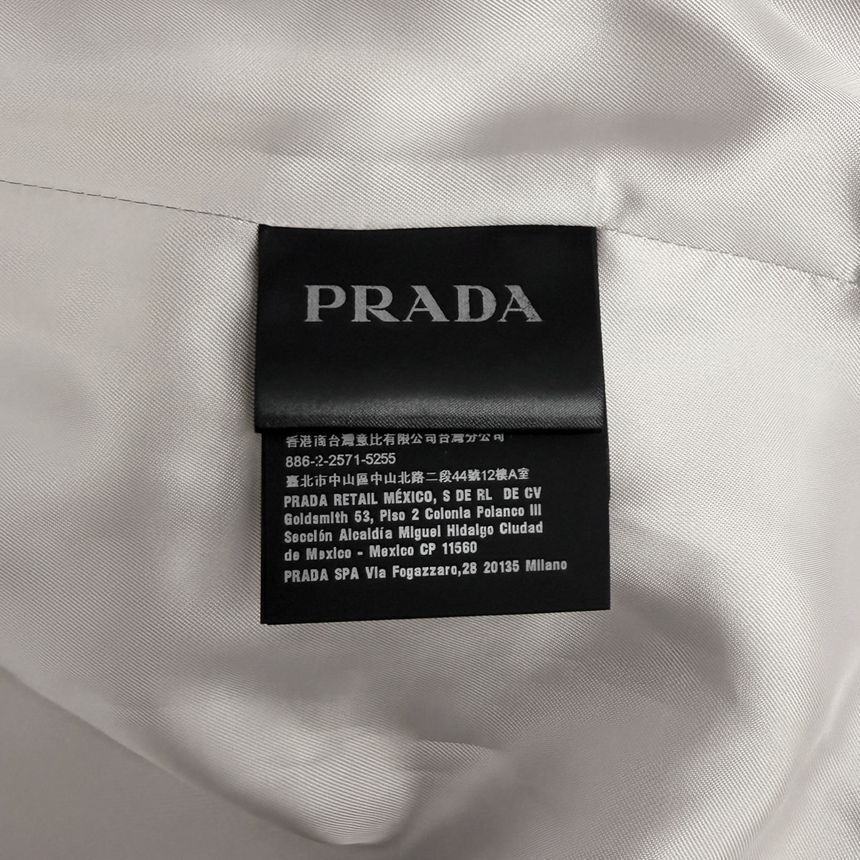 PRADA
香港商台灣意比有限公司台灣分公司
886-2-2571-5255
臺北市中山區中山北路二段44號12樓A室
PRADA RETAIL MÉXICO, S DE RL DE CV
Goldsmith 53, Piso 2 Colonia Polanco III
Sección Alcaldía Miguel Hidalgo Ciudad
de Mexico - Mexico CP 11560
PRADA SPA Via Fogazzaro,28 20135 Milano